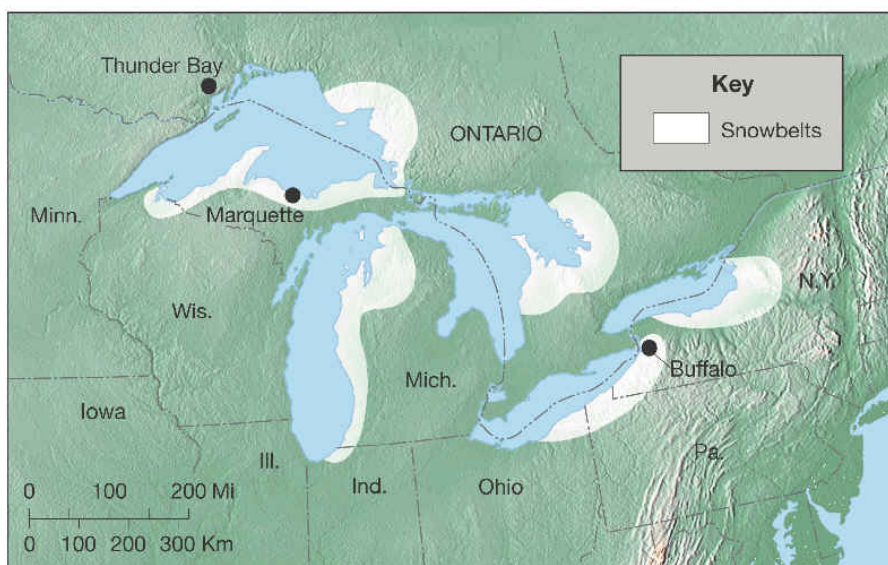 Thunder Bay
ONTARIO
Key
Snowbelts
Minn.
Marquette
Wis.
N.Y.
Mich.
Buffalo
Iowa
Ill.
Ind.
Ohio
Pa.
0 100 200 Mi
0 100 200 300 Km